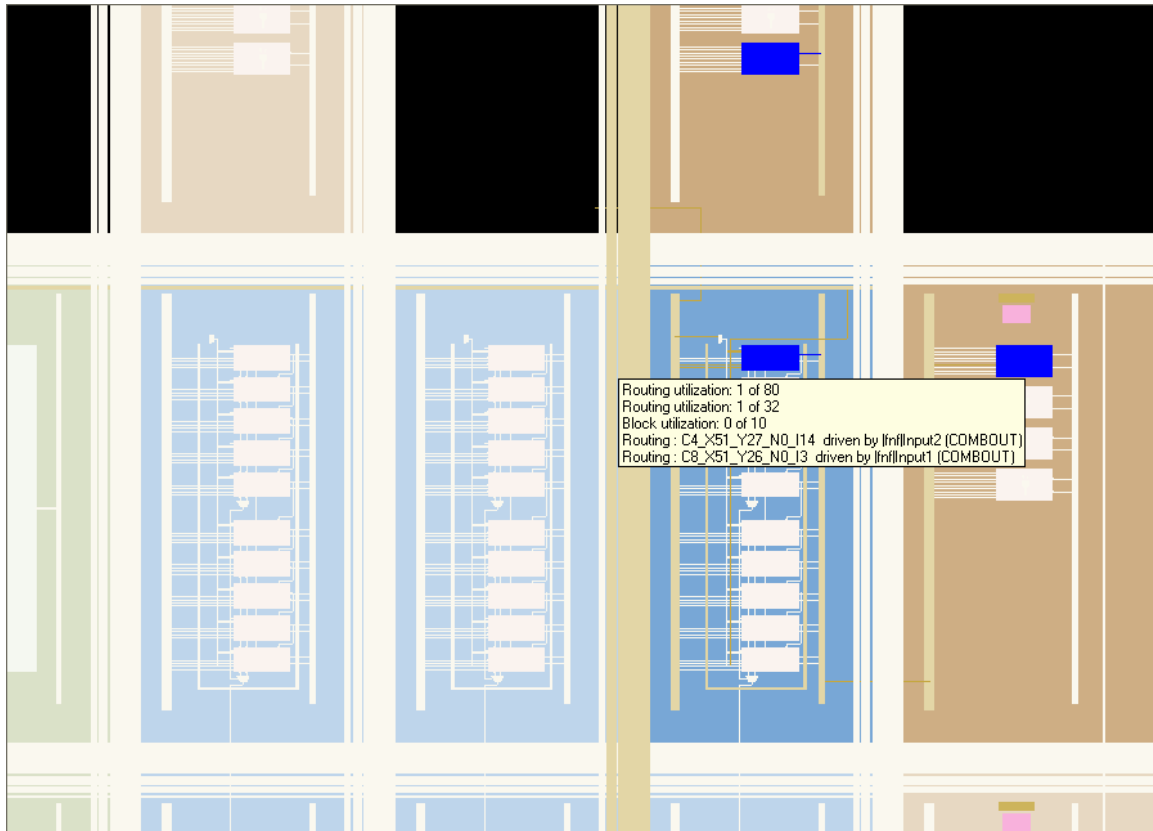 Routing utilization: 1 of 80
Routing utilization: 1 of 32
Block utilization: 0 of 10
Routing : C4_X51_Y27_N0_I14  driven by |fnf|Input2 (COMBOUT)
Routing : C8_X51_Y26_N0_I3  driven by |fnf|Input1 (COMBOUT)